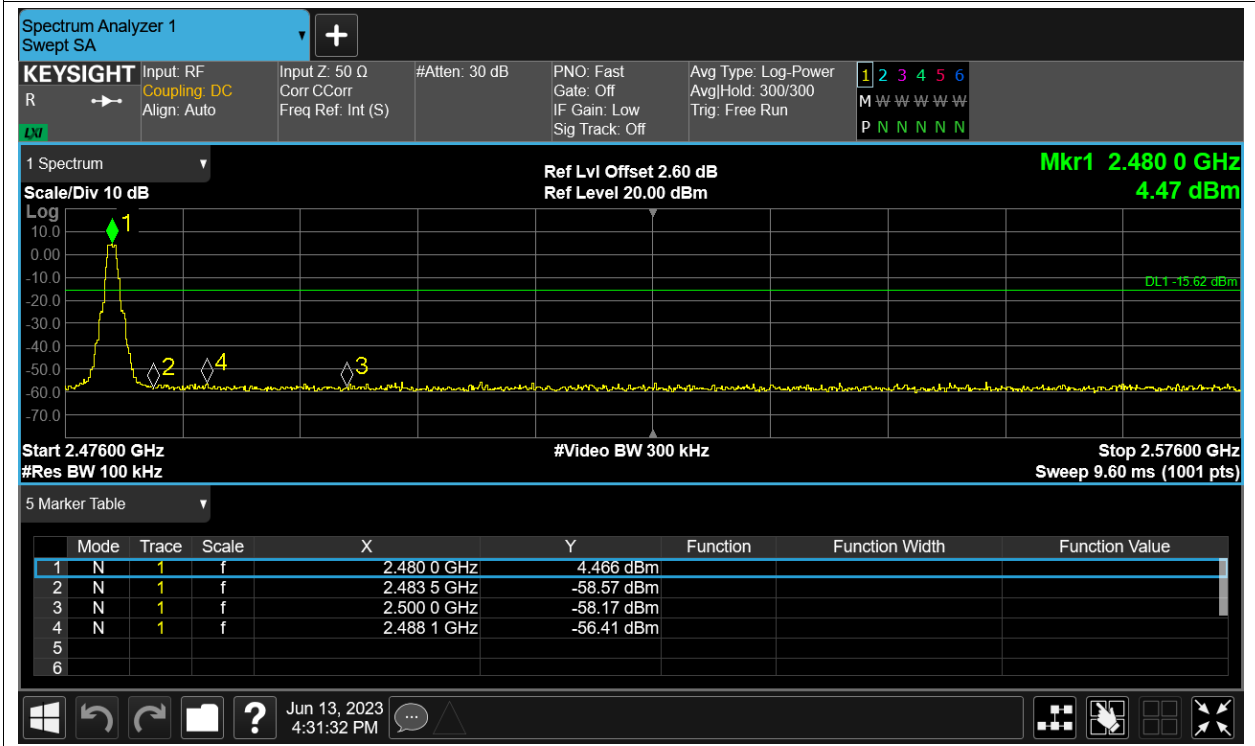 Spectrum Analyzer 1
Swept SA
+
KEYSIGHT Input: RF Input Z: 50 Ω #Atten: 30 dB PNO: Fast Avg Type: Log-Power 1 2 3 4 5 6
R Coupling: DC Corr CCorr Gate: Off Avg|Hold: 300/300 M W W W W W
Align: Auto Freq Ref: Int (S) IF Gain: Low Trig: Free Run
LXI Sig Track: Off P N N N N N
1 Spectrum Ref Lvl Offset 2.60 dB Mkr1 2.480 0 GHz
Scale/Div 10 dB Ref Level 20.00 dBm 4.47 dBm
Log
1
10.0
0.00
-10.0
DL1 -15.62 dBm
-20.0
-30.0
-40.0
-50.0 2 4 3
-60.0
-70.0
Start 2.47600 GHz #Video BW 300 kHz Stop 2.57600 GHz
#Res BW 100 kHz Sweep 9.60 ms (1001 pts)
5 Marker Table
Mode Trace Scale X Y Function Function Width Function Value
1 N 1 f 2.480 0 GHz 4.466 dBm
2 N 1 f 2.483 5 GHz -58.57 dBm
3 N 1 f 2.500 0 GHz -58.17 dBm
4 N 1 f 2.488 1 GHz -56.41 dBm
5
6
? Jun 13, 2023
4:31:32 PM